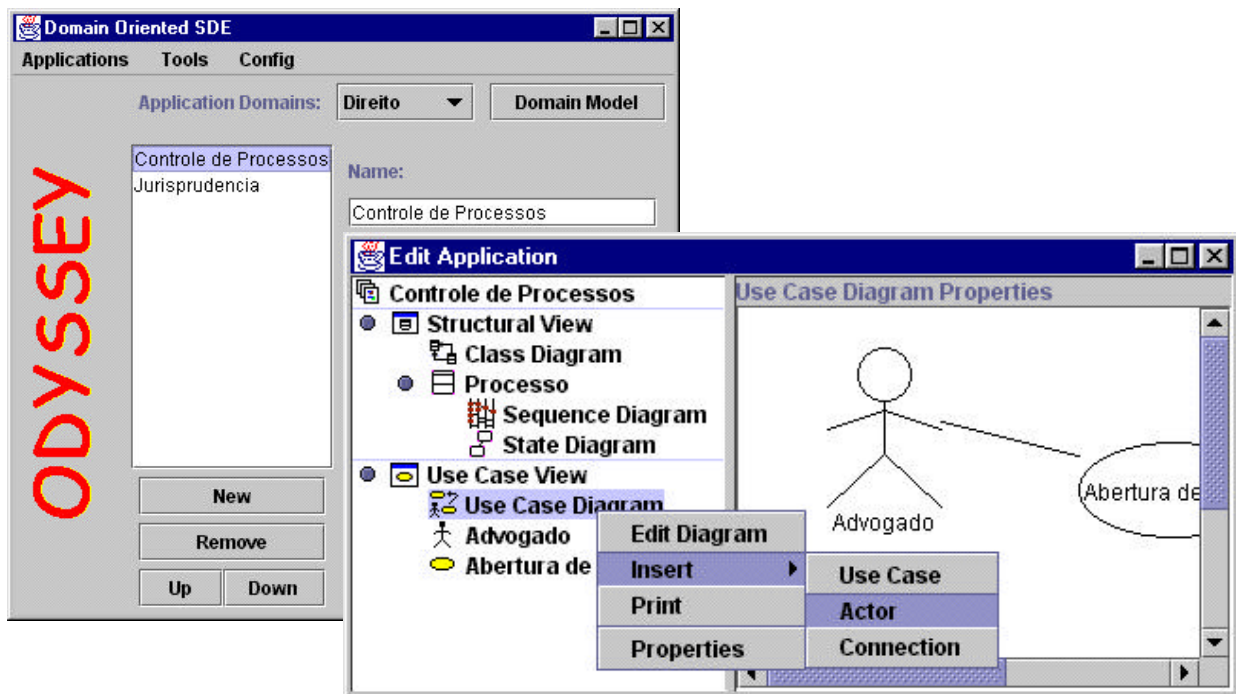 Domain Oriented SDE
Applications Tools Config
Application Domains: Direito Domain Model
ODYSSEY
Controle de Processos
Jurisprudencia
Name:
Controle de Processos
New
Remove
Up Down
Edit Application
Controle de Processos
Structural View
Class Diagram
Processo
Sequence Diagram
State Diagram
Use Case View
Use Case Diagram
Advogado
Abertura de
Use Case Diagram Properties
Advogado
Abertura de
Edit Diagram
Insert
Print
Properties
Use Case
Actor
Connection